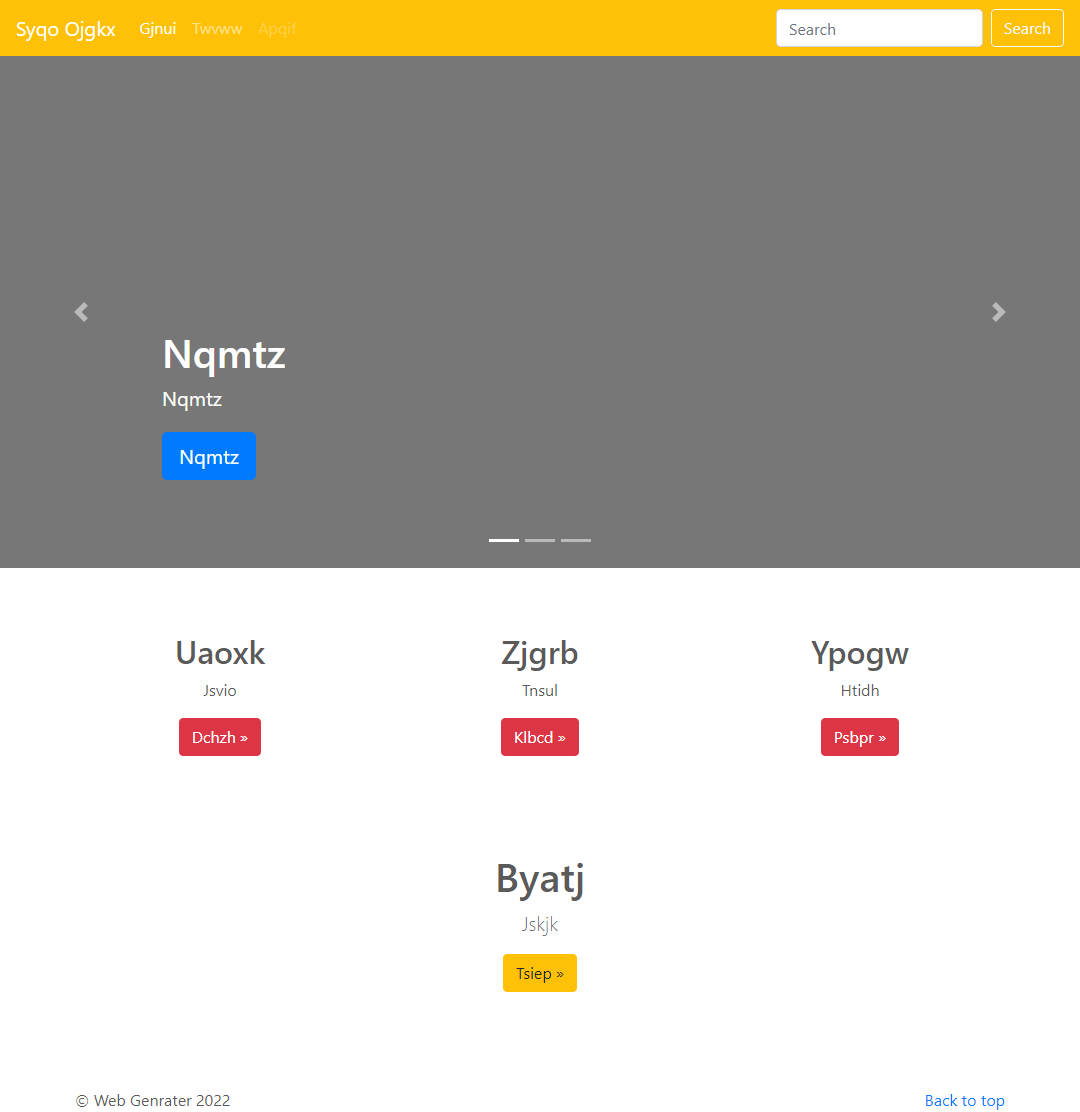 Syqo Ojgkx Gjnui Twvww Apqif Search Search
Nqmtz
Nqmtz
Nqmtz
Uaoxk Zjgrb Ypogw
Jsvio Tnsul Htidh
Dchzh » Klbcd » Psbpr »
Byatj
Jskjk
Tsiep »
© Web Genrater 2022 Back to top